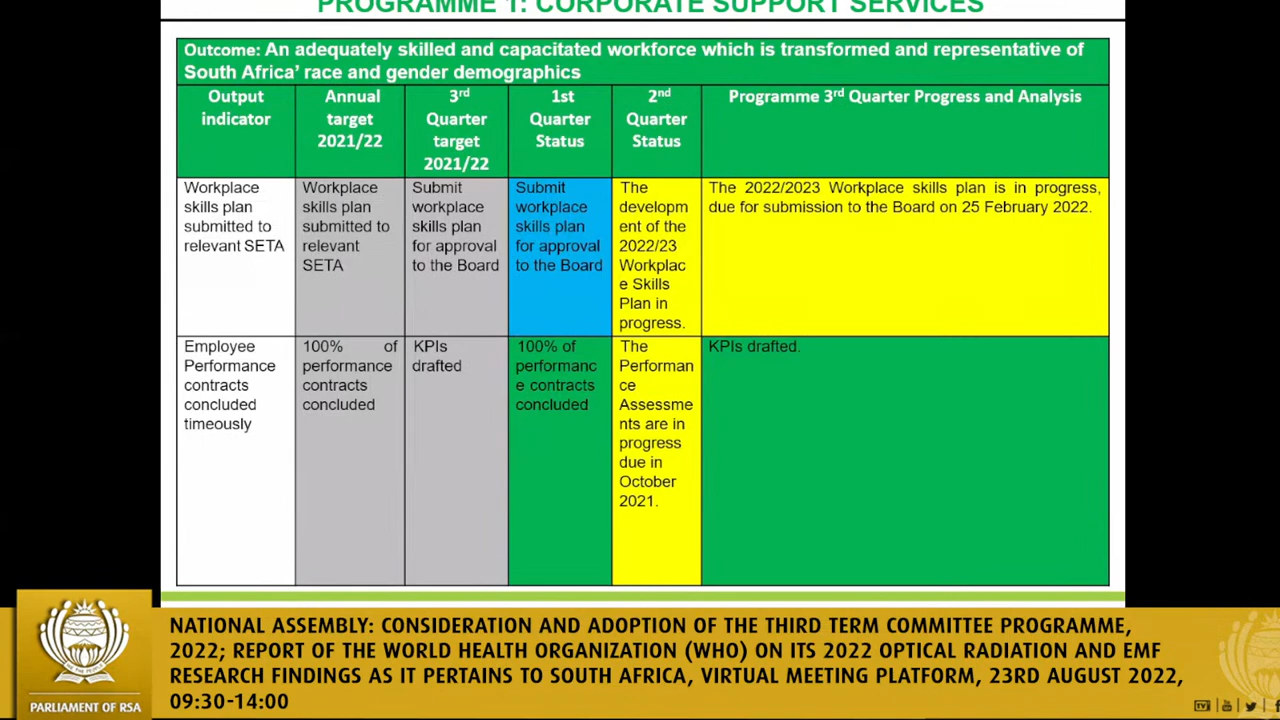 PROGRAMME 1: CORPORATE SUPPORT SERVICES
Outcome: An adequately skilled and capacitated workforce which is transformed and representative of
South Africa’ race and gender demographics
Output
indicator
Annual
target
2021/22
3rd
Quarter
target
2021/22
1st
Quarter
Status
2nd
Quarter
Status
Programme 3rd Quarter Progress and Analysis
Workplace
skills plan
submitted to
relevant SETA
Workplace
skills plan
submitted to
relevant
SETA
Submit
workplace
skills plan
for approval
to the Board
Submit
workplace
skills plan
for approval
to the Board
The
developm
ent of the
2022/23
Workplac
e Skills
Plan in
progress.
The 2022/2023 Workplace skills plan is in progress,
due for submission to the Board on 25 February 2022.
Employee
Performance
contracts
concluded
timeously
100% of
performance
contracts
concluded
KPIs
drafted
100% of
performanc
e contracts
concluded
The
Performan
ce
Assessme
nts are in
progress
due in
October
2021.
KPIs drafted.
PARLIAMENT OF RSA
NATIONAL ASSEMBLY: CONSIDERATION AND ADOPTION OF THE THIRD TERM COMMITTEE PROGRAMME,
2022; REPORT OF THE WORLD HEALTH ORGANIZATION (WHO) ON ITS 2022 OPTICAL RADIATION AND EMF
RESEARCH FINDINGS AS IT PERTAINS TO SOUTH AFRICA, VIRTUAL MEETING PLATFORM, 23RD AUGUST 2022,
09:30-14:00